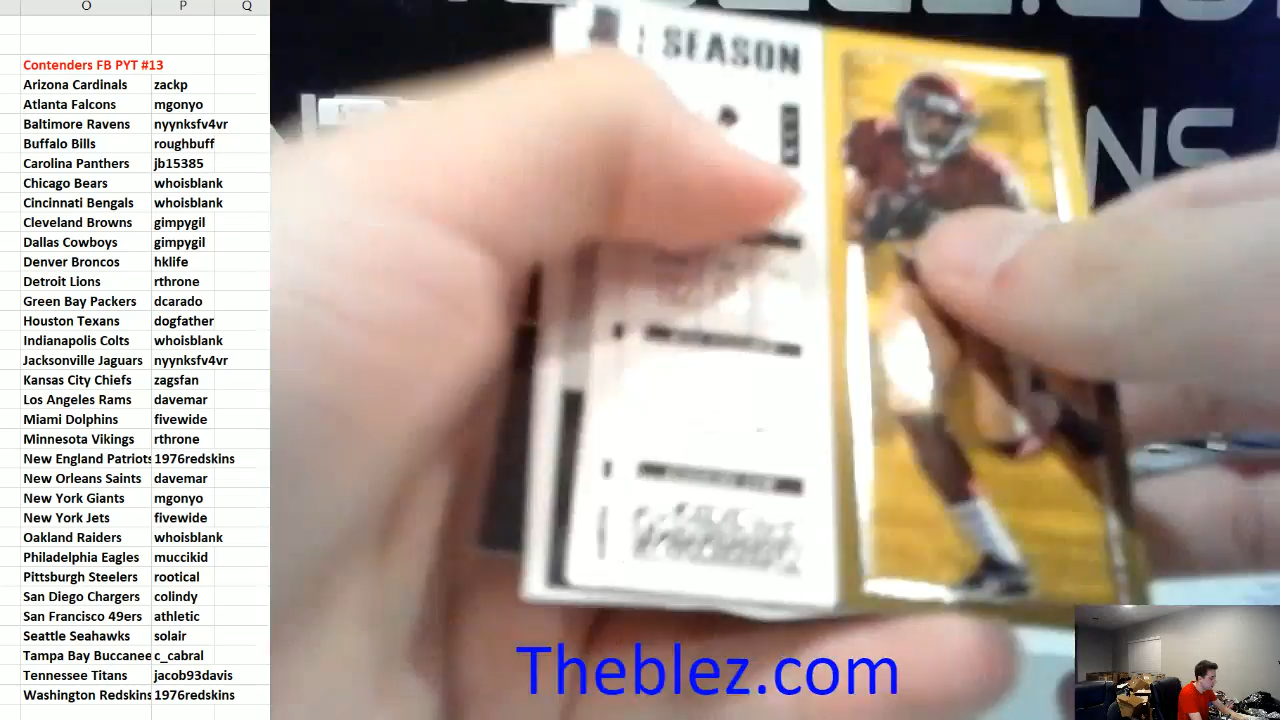 O P Q
Contenders FB PYT #13
Arizona Cardinals zackp
Atlanta Falcons mgonyo
Baltimore Ravens nyynksfv4vr
Buffalo Bills roughbuff
Carolina Panthers jb15385
Chicago Bears whoisblank
Cincinnati Bengals whoisblank
Cleveland Browns gimpygil
Dallas Cowboys gimpygil
Denver Broncos hklife
Detroit Lions rthrone
Green Bay Packers dcarado
Houston Texans dogfather
Indianapolis Colts whoisblank
Jacksonville Jaguars nyynksfv4vr
Kansas City Chiefs zagsfan
Los Angeles Rams davemar
Miami Dolphins fivewide
Minnesota Vikings rthrone
New England Patriots 1976redskins
New Orleans Saints davemar
New York Giants mgonyo
New York Jets fivewide
Oakland Raiders whoisblank
Philadelphia Eagles muccikid
Pittsburgh Steelers rootical
San Diego Chargers colindy
San Francisco 49ers athletic
Seattle Seahawks solair
Tampa Bay Buccanee c_cabral
Tennessee Titans jacob93davis
Washington Redskins 1976redskins
SEASON
Theblez.com